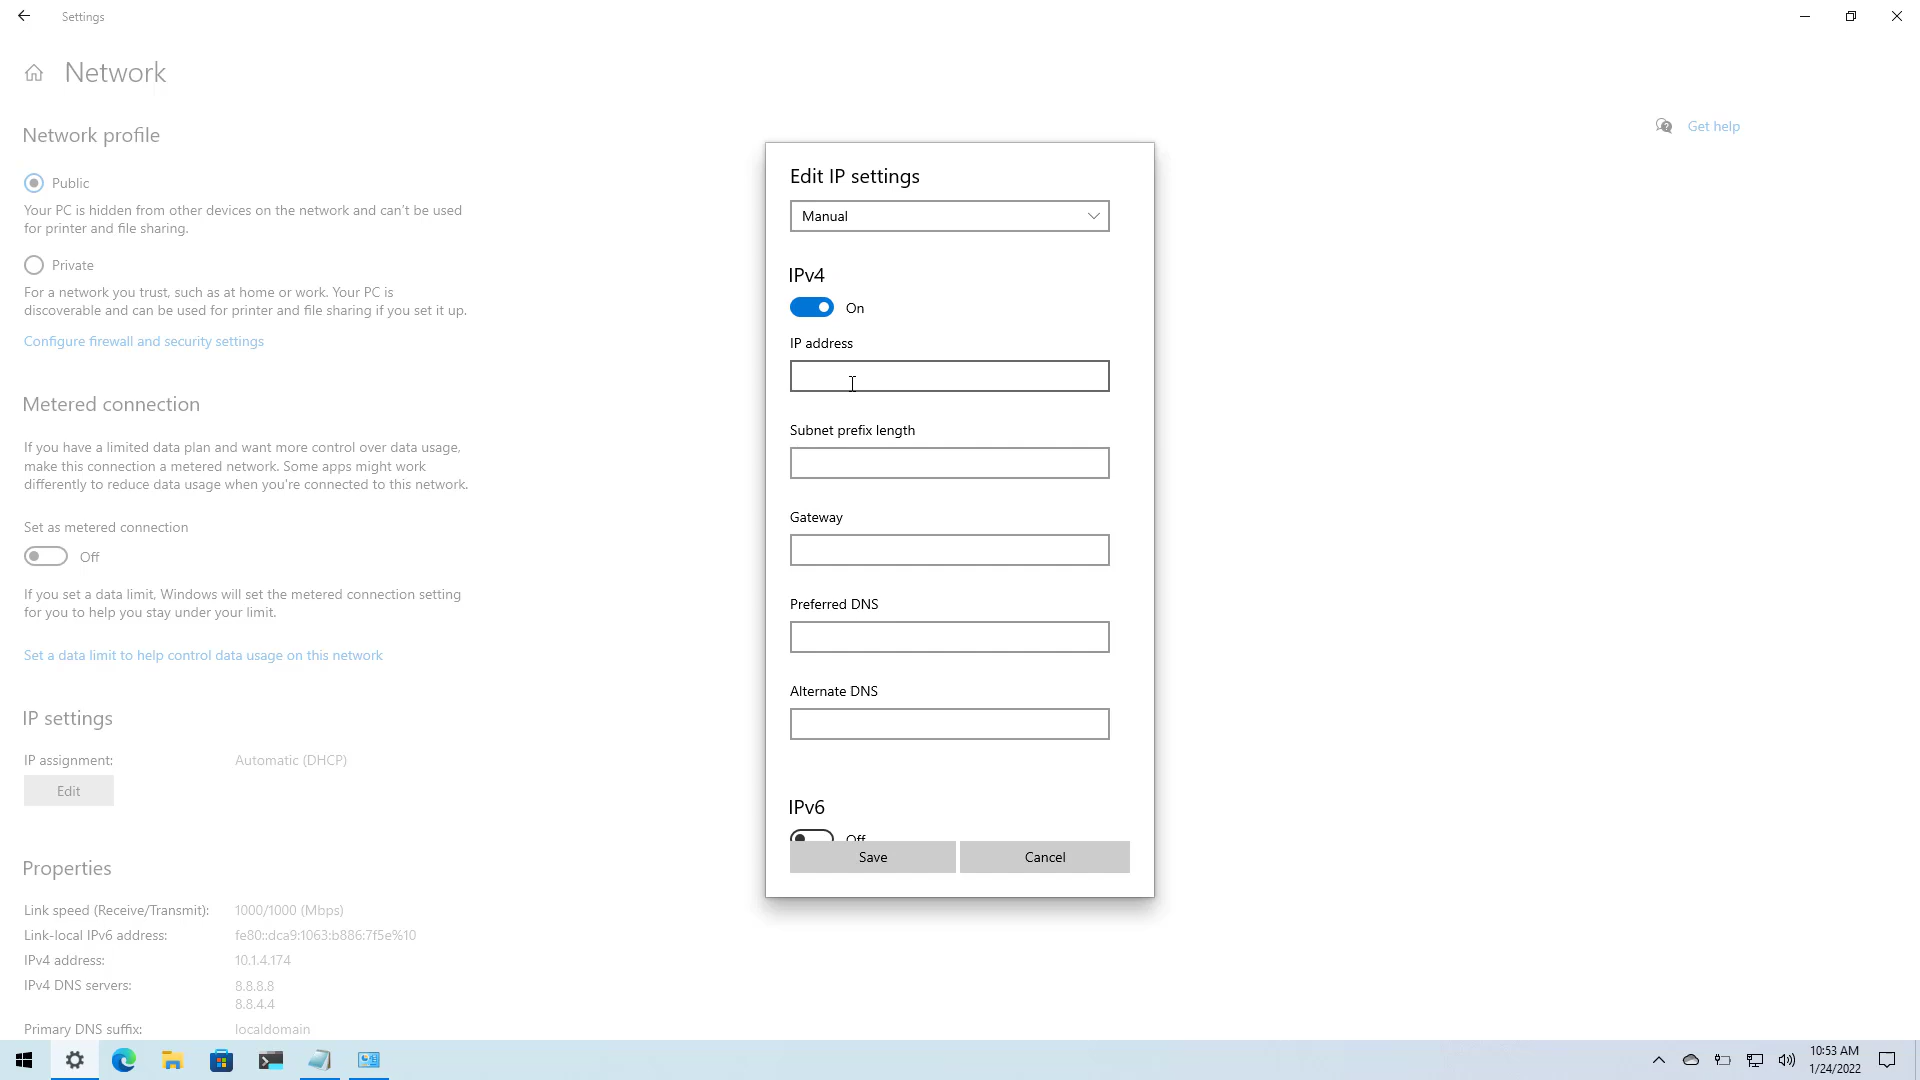 Settings
Network
Network profile
Public
Your PC is hidden from other devices on the network and can't be used
for printer and file sharing.
Private
For a network you trust, such as at home or work. Your PC is
discoverable and can be used for printer and file sharing if you set it up.
Configure firewall and security settings
Metered connection
If you have a limited data plan and want more control over data usage,
make this connection a metered network. Some apps might work
differently to reduce data usage when you're connected to this network.
Set as metered connection
Off
If you set a data limit, Windows will set the metered connection setting
for you to help you stay under your limit.
Set a data limit to help control data usage on this network
IP settings
IP assignment: Automatic (DHCP)
Edit
Properties
Link speed (Receive/Transmit): 1000/1000 (Mbps)
Link-local IPv6 address: fe80::dca9:1063:b886:7f5e%10
IPv4 address: 10.1.4.174
IPv4 DNS servers: 8.8.8.8
8.8.4.4
Primary DNS suffix: localdomain
Edit IP settings
Manual
IPv4
On
IP address
Subnet prefix length
Gateway
Preferred DNS
Alternate DNS
IPv6
Off
Save Cancel
Get help
10:53 AM
1/24/2022